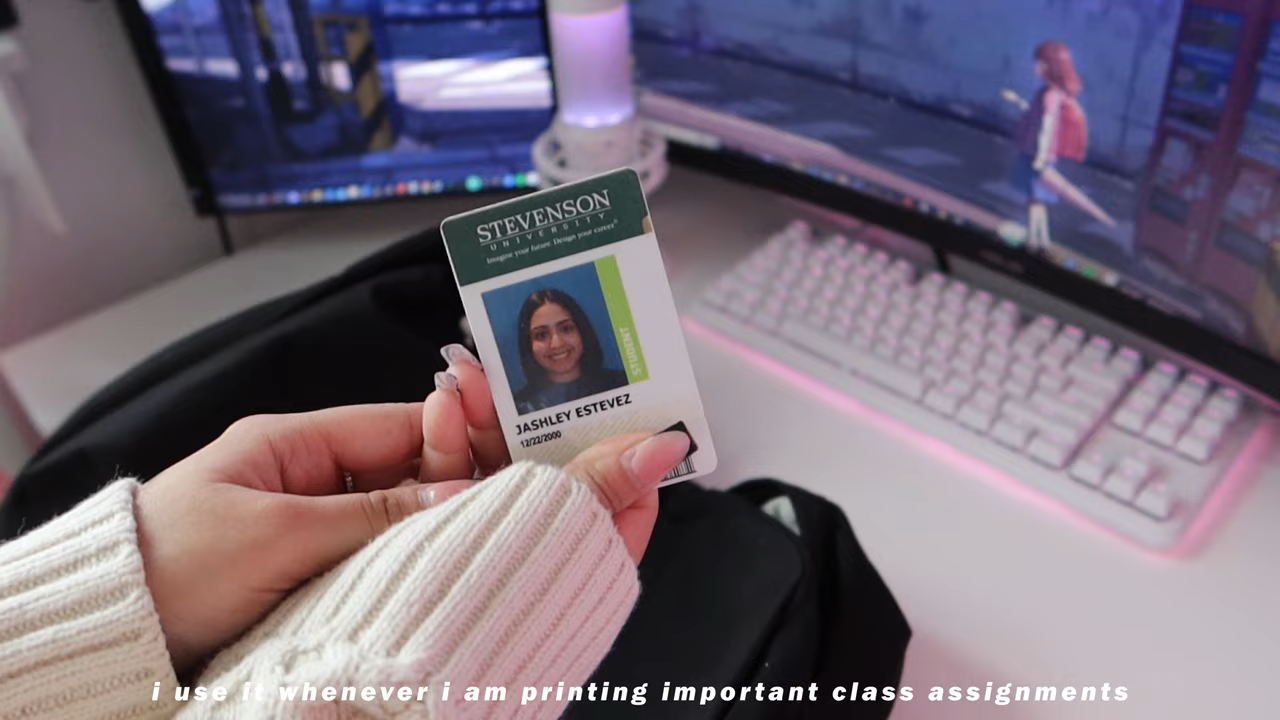 STEVENSON
UNIVERSITY
Imagine your future. Design your career.®
STUDENT
JASHLEY ESTEVEZ
12/22/2000
i use it whenever i am printing important class assignments